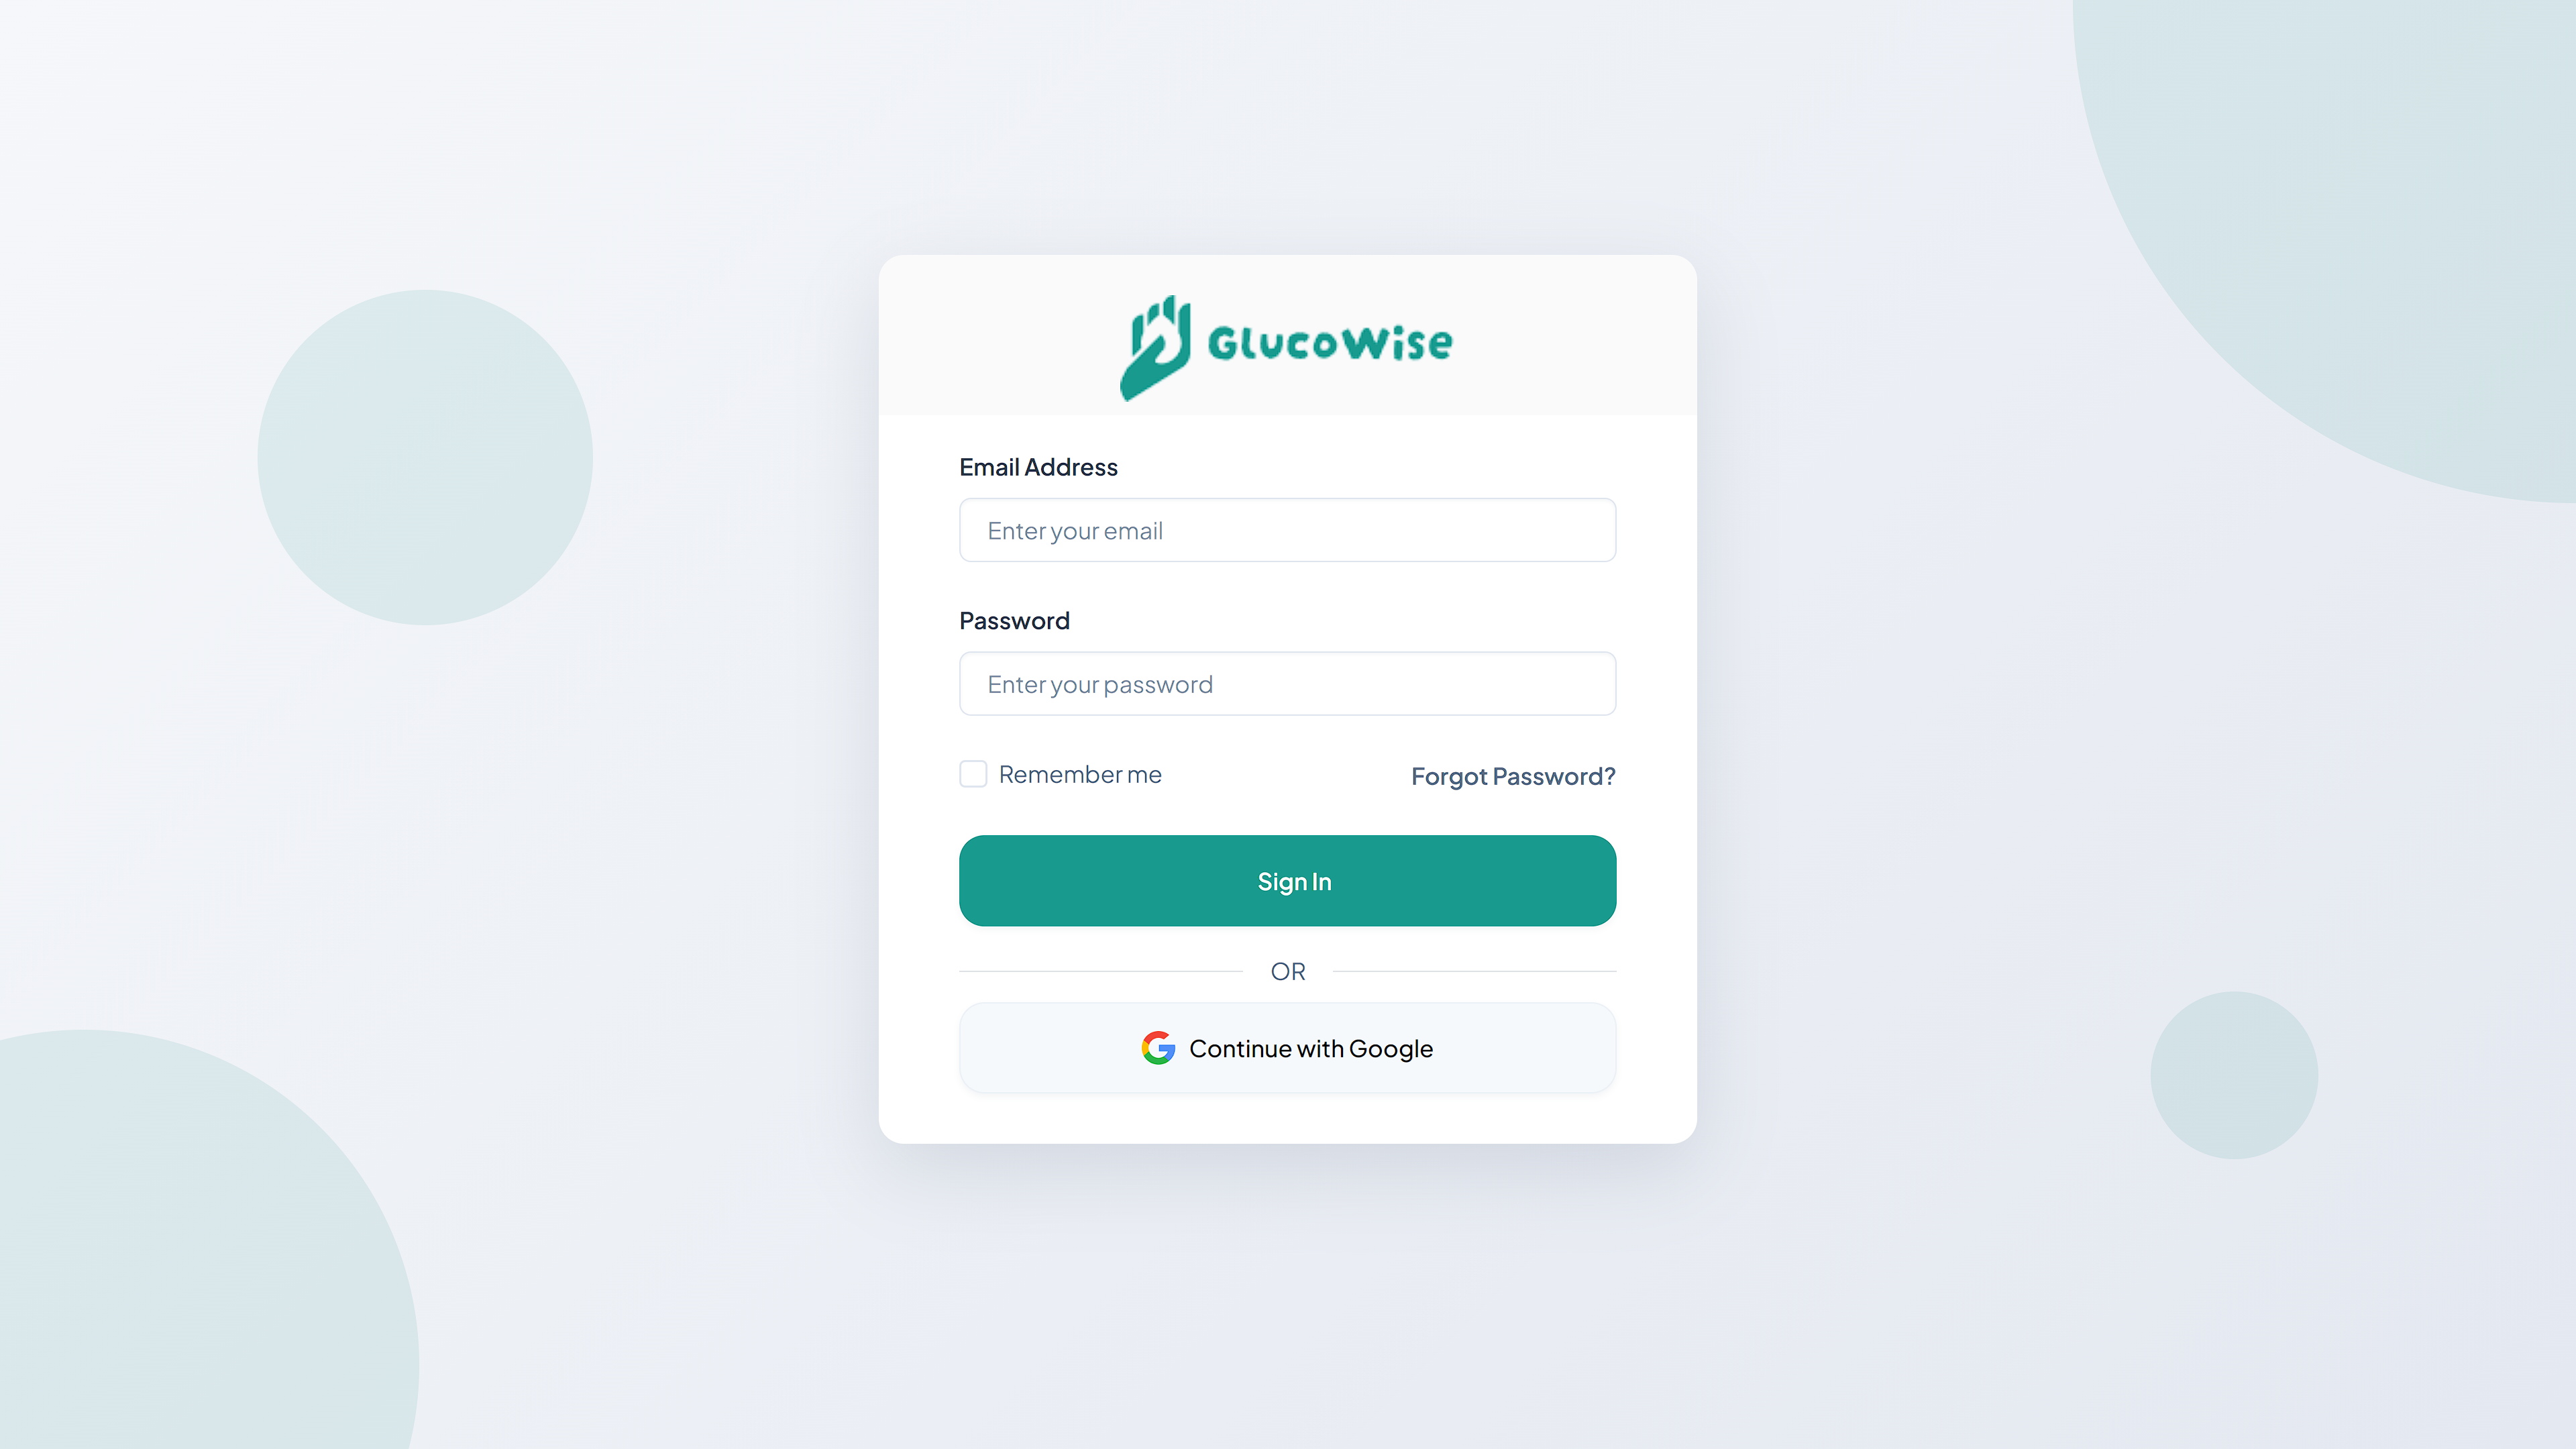 GlucoWise
Email Address
Enter your email
Password
Enter your password
Remember me
Forgot Password?
Sign In
OR
Continue with Google